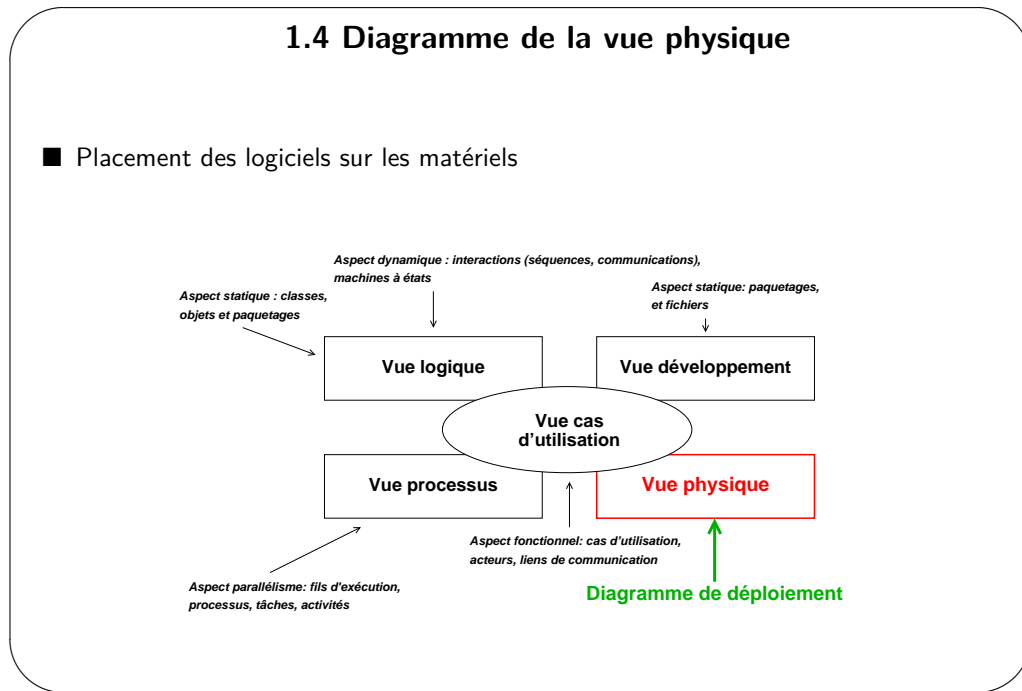 1.4 Diagramme de la vue physique
Placement des logiciels sur les matériels
Aspect dynamique : interactions (séquences, communications),
machines à états
Aspect statique : classes,
objets et paquetages
Aspect statique: paquetages,
et fichiers
Vue logique
Vue développement
Vue cas
d'utilisation
Vue processus
Vue physique
Aspect fonctionnel: cas d'utilisation,
acteurs, liens de communication
Aspect parallélisme: fils d'exécution,
processus, tâches, activités
Diagramme de déploiement